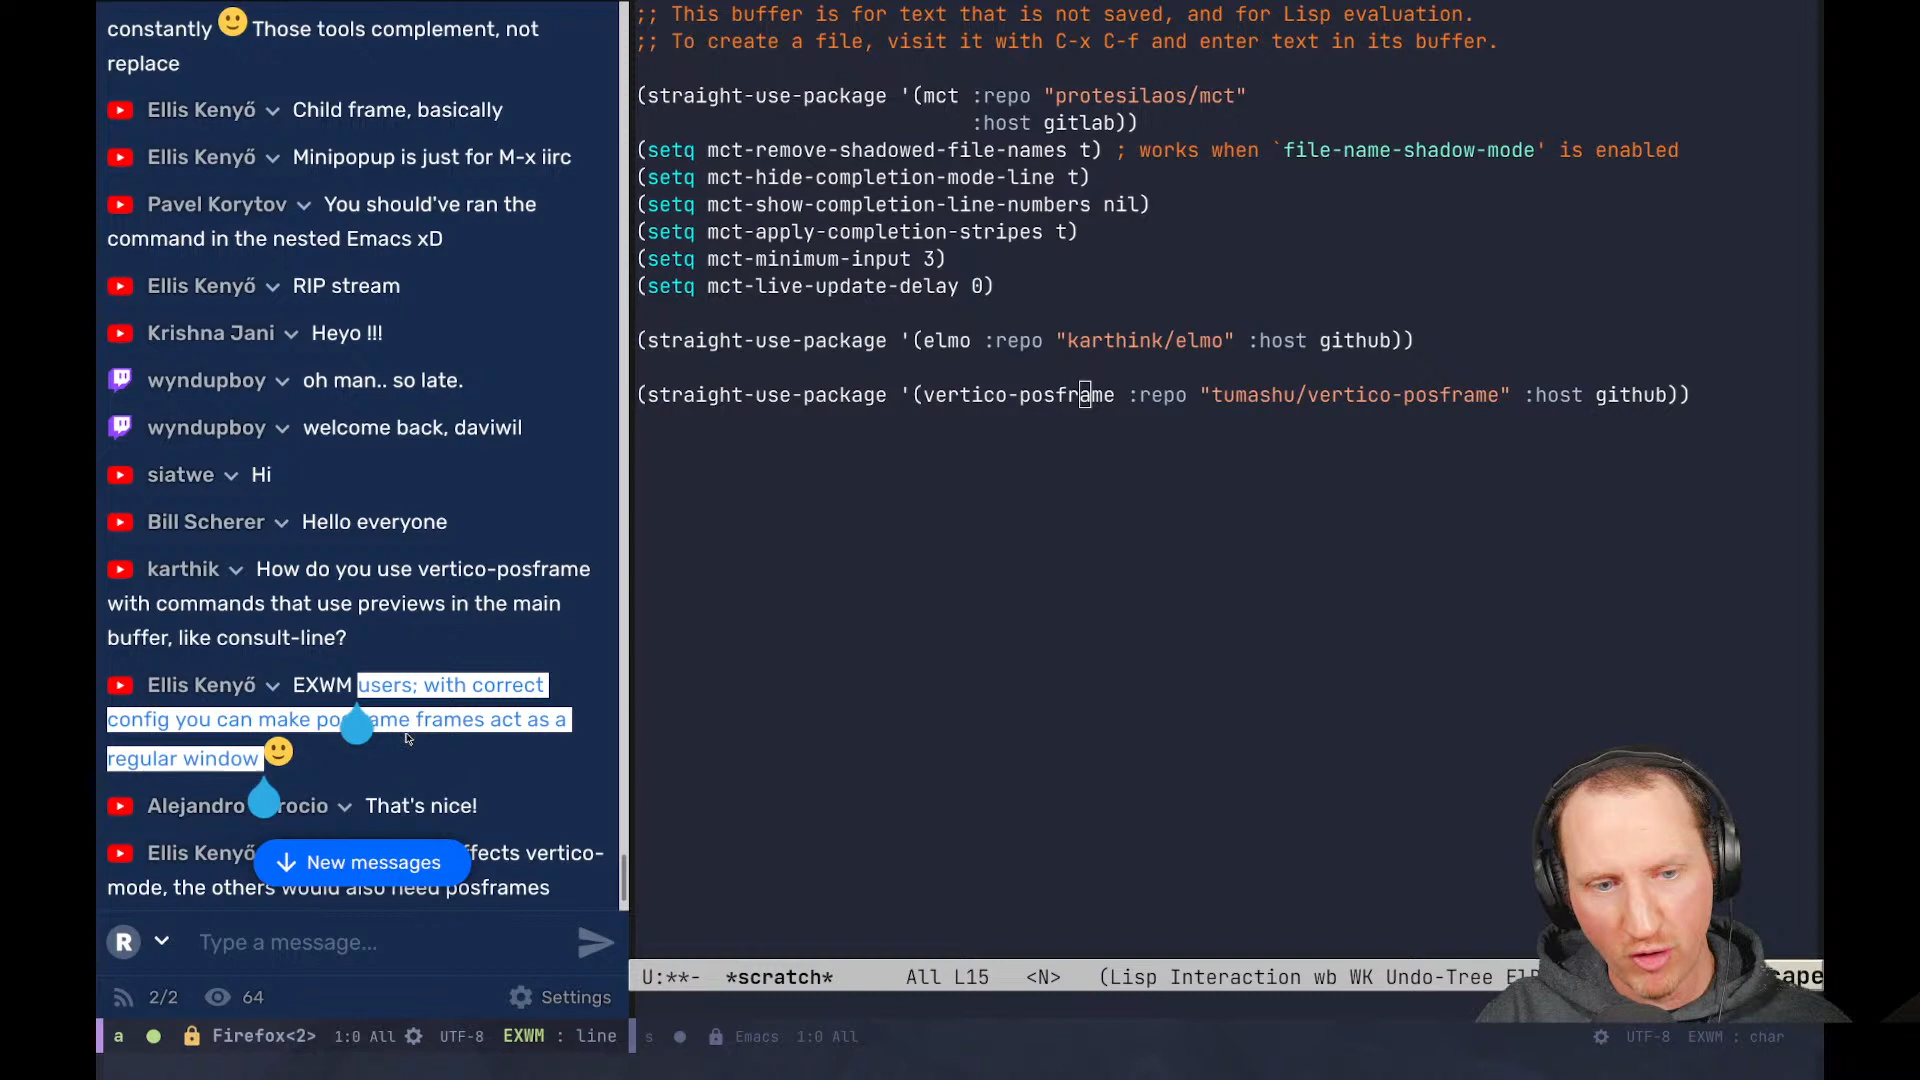 constantly 🙂 Those tools complement, not
replace
Ellis Kenyő Child frame, basically
Ellis Kenyő Minipopup is just for M-x iirc
Pavel Korytov You should've ran the
command in the nested Emacs xD
Ellis Kenyő RIP stream
Krishna Jani Heyo !!!
wyndupboy oh man.. so late.
wyndupboy welcome back, daviwil
siatwe Hi
Bill Scherer Hello everyone
karthik How do you use vertico-posframe
with commands that use previews in the main
buffer, like consult-line?
Ellis Kenyő EXWM users; with correct
config you can make frames act as a
regular window 🙂
Alejandro That's nice!
Ellis Kenyő vertico-
mode, the others would also need posframes
New messages
R Type a message...
2/2 64 Settings
a Firefox<2> 1:0 All UTF-8 EXWM : line
;; This buffer is for text that is not saved, and for Lisp evaluation.
;; To create a file, visit it with C-x C-f and enter text in its buffer.
(straight-use-package '(mct :repo "protesilaos/mct"
:host gitlab))
(setq mct-remove-shadowed-file-names t) ; works when `file-name-shadow-mode' is enabled
(setq mct-hide-completion-mode-line t)
(setq mct-show-completion-line-numbers nil)
(setq mct-apply-completion-stripes t)
(setq mct-minimum-input 3)
(setq mct-live-update-delay 0)
(straight-use-package '(elmo :repo "karthink/elmo" :host github))
(straight-use-package '(vertico-posframe :repo "tumashu/vertico-posframe" :host github))
U:**- *scratch* All L15 <N> (Lisp Interaction wb WK Undo-Tree
s Emacs 1:0 All UTF-8 EXWM : char